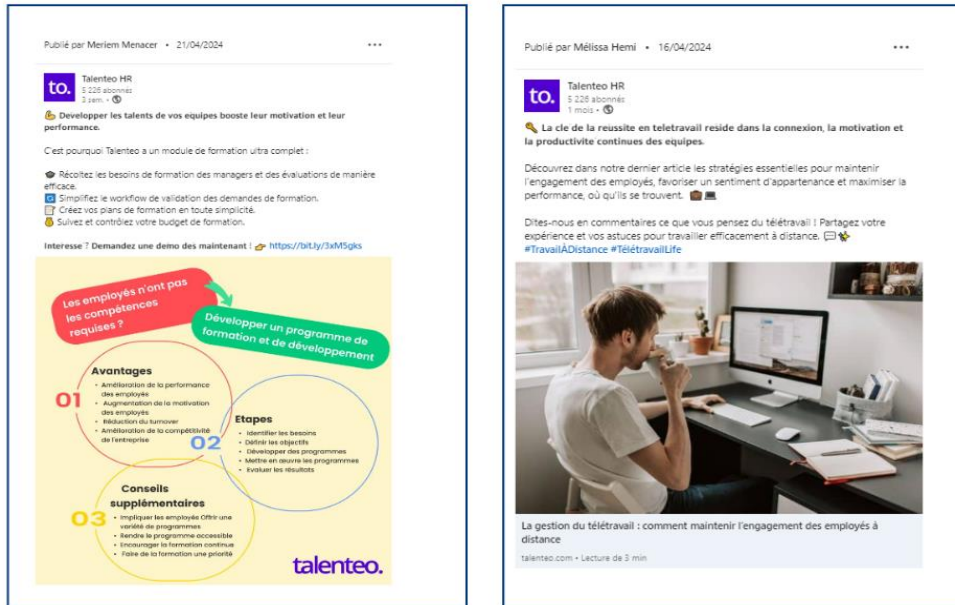 Publié par Meriem Menacer • 21/04/2024
to.
Talenteo HR
5 226 abonnés
3 sem. •
Developper les talents de vos equipes booste leur motivation et leur
performance.
C'est pourquoi Talenteo a un module de formation ultra complet :
Récoltez les besoins de formation des managers et des évaluations de manière
efficace.
Simplifiez le workflow de validation des demandes de formation.
Créez vos plans de formation en toute simplicité.
Suivez et contrôlez votre budget de formation.
Interesse ? Demandez une demo des maintenant ! https://bit.ly/3xM5gks
Les employés n'ont pas
les compétences
requises ?
Développer un programme de
formation et de développement
01
Avantages
• Amélioration de la performance
des employés
• Augmentation de la motivation
des employés
• Réduction du turnover
• Amélioration de la compétitivité
de l'entreprise
02
Etapes
• Identifier les besoins
• Définir les objectifs
• Développer des programmes
• Mettre en œuvre les programmes
• Evaluer les résultats
03
Conseils
supplémentaires
• Impliquer les employés Offrir une
variété de programmes
• Rendre le programme accessible
• Encourager la formation continue
• Faire de la formation une priorité
talenteo.
Publié par Mélissa Hemi • 16/04/2024
to.
Talenteo HR
5 226 abonnés
1 mois •
La cle de la reussite en teletravail reside dans la connexion, la motivation et
la productivite continues des equipes.
Découvrez dans notre dernier article les stratégies essentielles pour maintenir
l'engagement des employés, favoriser un sentiment d'appartenance et maximiser la
performance, où qu'ils se trouvent.
Dites-nous en commentaires ce que vous pensez du télétravail ! Partagez votre
expérience et vos astuces pour travailler efficacement à distance.
#TravailÀDistance #TélétravailLife
La gestion du télétravail : comment maintenir l'engagement des employés à
distance
talenteo.com • Lecture de 3 min